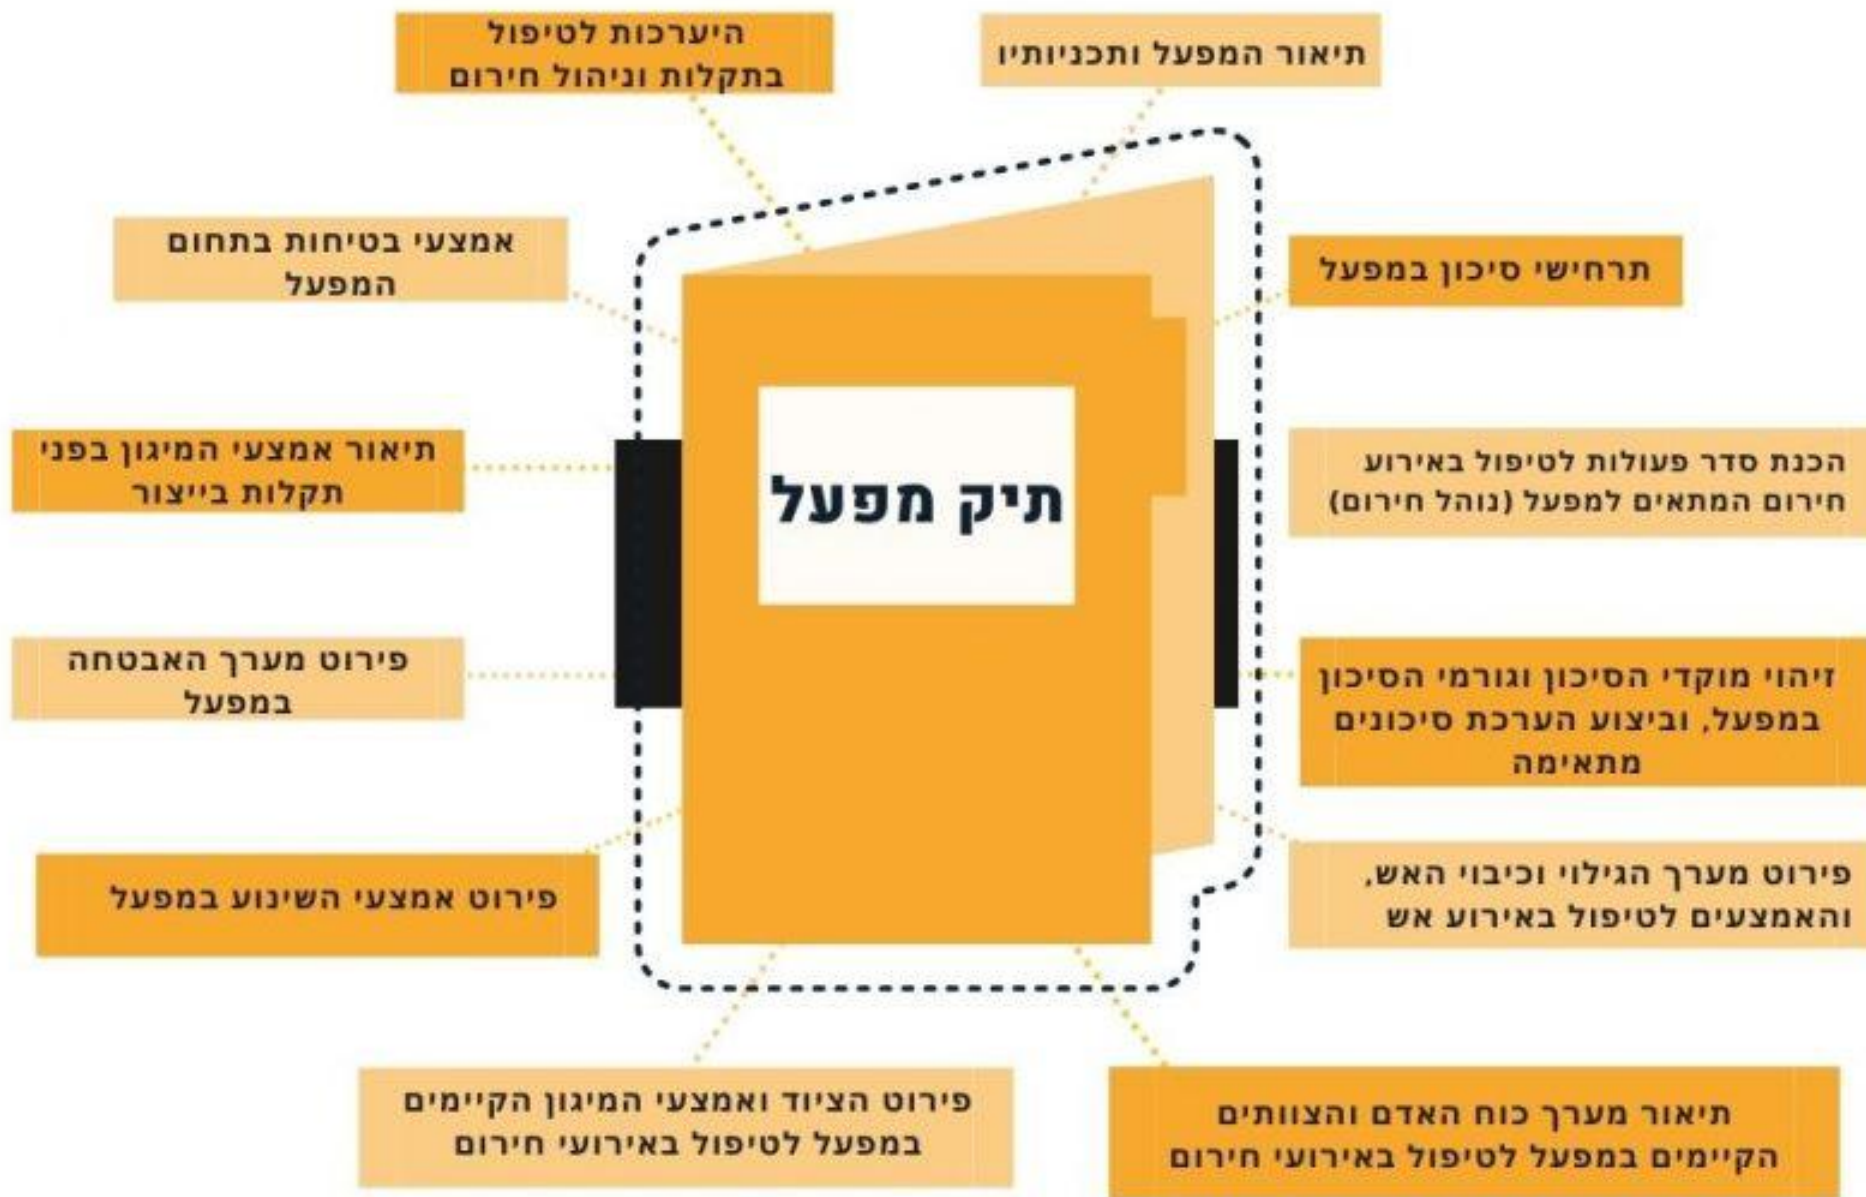 היערכות לטיפול
בתקלות וניהול חירום
תיאור המפעל ותכניותיו
אמצעי בטיחות בתחום
המפעל
תרחישי סיכון במפעל
תיאור אמצעי המיגון בפני
תקלות בייצור
תיק מפעל
הכנת סדר פעולות לטיפול באירוע
חירום המתאים למפעל (נוהל חירום)
פירוט מערך האבטחה
במפעל
זיהוי מוקדי הסיכון וגורמי הסיכון
במפעל, וביצוע הערכת סיכונים
מתאימה
פירוט אמצעי השינוע במפעל
פירוט מערך הגילוי וכיבוי האש,
והאמצעים לטיפול באירוע אש
פירוט הציוד ואמצעי המיגון הקיימים
במפעל לטיפול באירועי חירום
תיאור מערך כוח האדם והצוותים
הקיימים במפעל לטיפול באירועי חירום